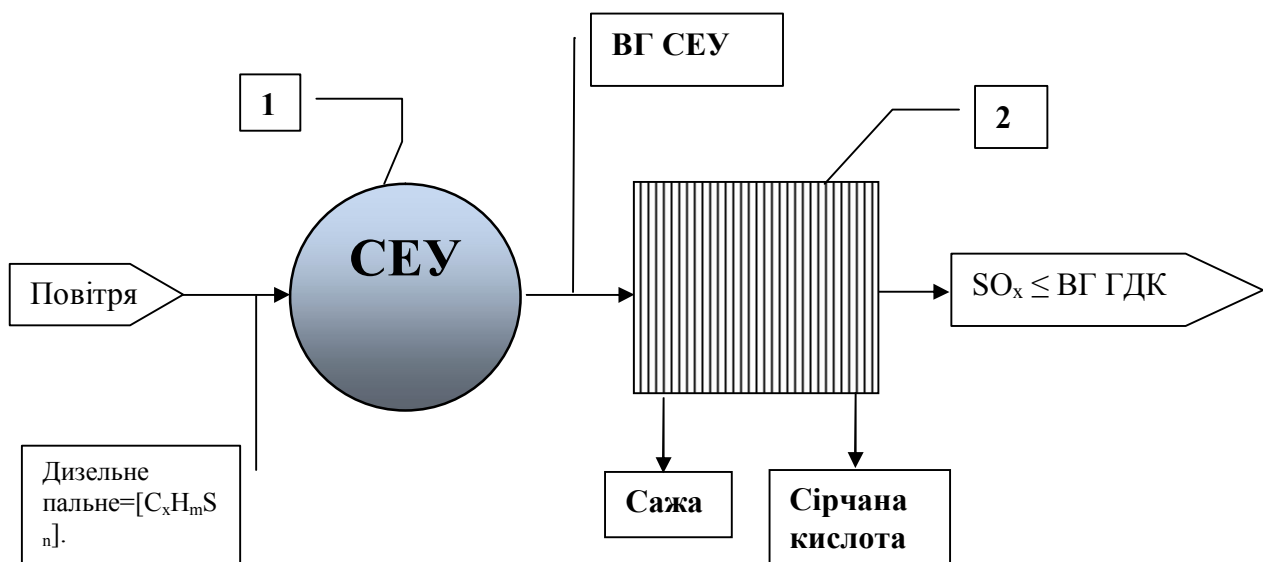 ВГ СЕУ
1
2
СЕУ
Повітря
SOₓ ≤ ВГ ГДК
Дизельне
пальне=[CₓHₘS
ₙ].
Сажа
Сірчана
кислота